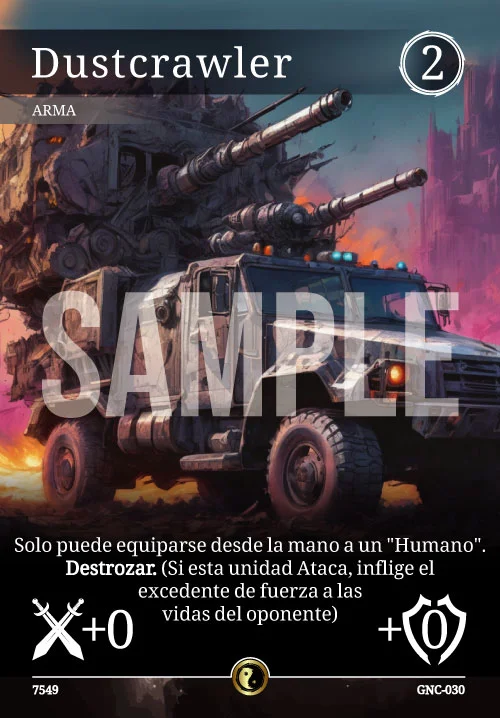 Dustcrawler
2
ARMA
SAMPLE
Solo puede equiparse desde la mano a un "Humano".
Destrozar. (Si esta unidad Ataca, inflige el
excedente de fuerza a las
vidas del oponente)
+0
+0
7549
GNC-030